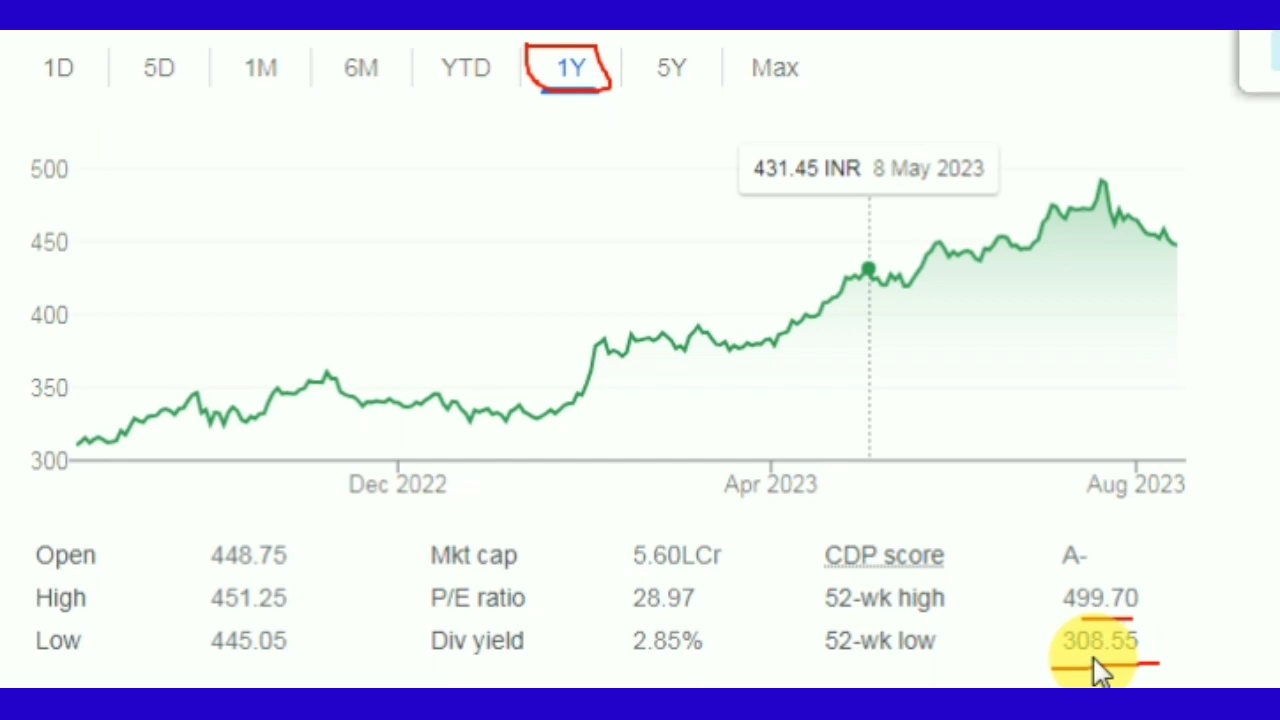 1D 5D 1M 6M YTD 1Y 5Y Max
431.45 INR 8 May 2023
500
450
400
350
300
Dec 2022 Apr 2023 Aug 2023
Open 448.75 Mkt cap 5.60LCr CDP score A-
High 451.25 P/E ratio 28.97 52-wk high 499.70
Low 445.05 Div yield 2.85% 52-wk low 308.55